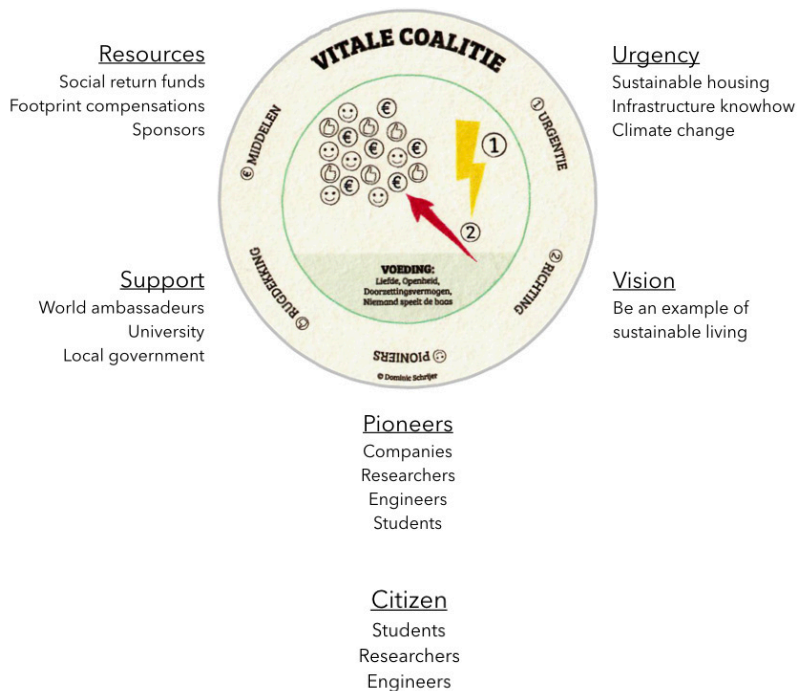 VITALE COALITIE
Resources
Social return funds
Footprint compensations
Sponsors
Urgency
Sustainable housing
Infrastructure knowhow
Climate change
€ MIDDELEN
① URGENTIE
①
②
VOEDING:
Liefde, Openheid,
Doorzettingsvermogen,
Niemand speelt de baas
RUGDEKKING
② RICHTING
PIONIERS
© Dominic Schrijer
Support
World ambassadeurs
University
Local government
Vision
Be an example of
sustainable living
Pioneers
Companies
Researchers
Engineers
Students
Citizen
Students
Researchers
Engineers